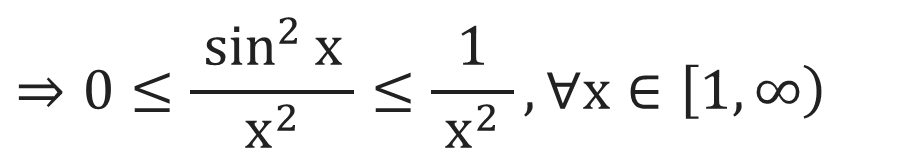 ⇒ 0 ≤ sin² x / x² ≤ 1 / x² , ∀x ∈ [1, ∞)